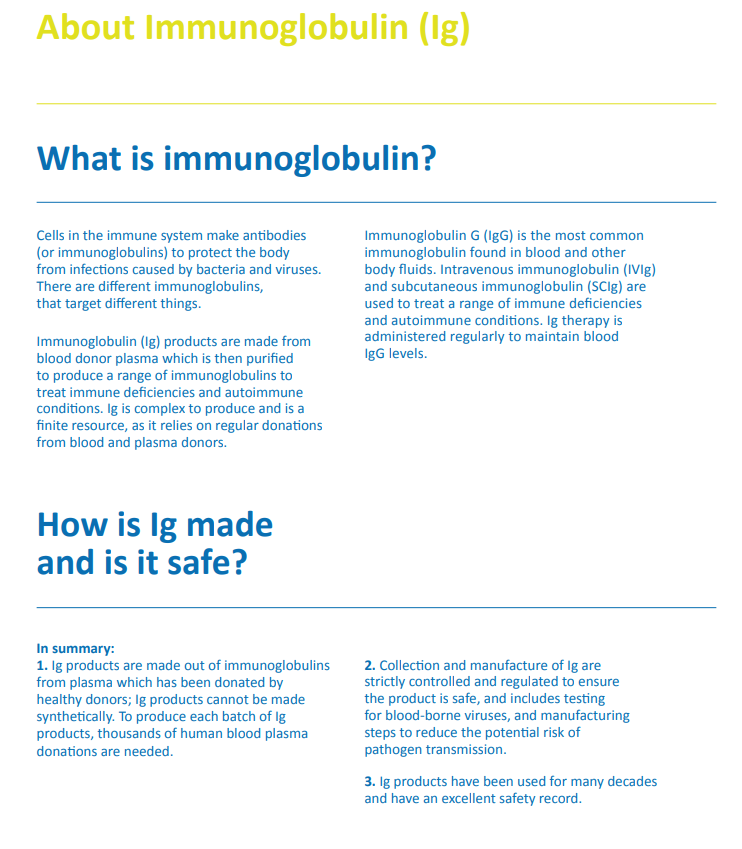 About Immunoglobulin (Ig)
What is immunoglobulin?
Cells in the immune system make antibodies
(or immunoglobulins) to protect the body
from infections caused by bacteria and viruses.
There are different immunoglobulins,
that target different things.
Immunoglobulin (Ig) products are made from
blood donor plasma which is then purified
to produce a range of immunoglobulins to
treat immune deficiencies and autoimmune
conditions. Ig is complex to produce and is a
finite resource, as it relies on regular donations
from blood and plasma donors.
Immunoglobulin G (IgG) is the most common
immunoglobulin found in blood and other
body fluids. Intravenous immunoglobulin (IVIg)
and subcutaneous immunoglobulin (SCIg) are
used to treat a range of immune deficiencies
and autoimmune conditions. Ig therapy is
administered regularly to maintain blood
IgG levels.
How is Ig made
and is it safe?
In summary:
1. Ig products are made out of immunoglobulins
from plasma which has been donated by
healthy donors; Ig products cannot be made
synthetically. To produce each batch of Ig
products, thousands of human blood plasma
donations are needed.
2. Collection and manufacture of Ig are
strictly controlled and regulated to ensure
the product is safe, and includes testing
for blood-borne viruses, and manufacturing
steps to reduce the potential risk of
pathogen transmission.
3. Ig products have been used for many decades
and have an excellent safety record.